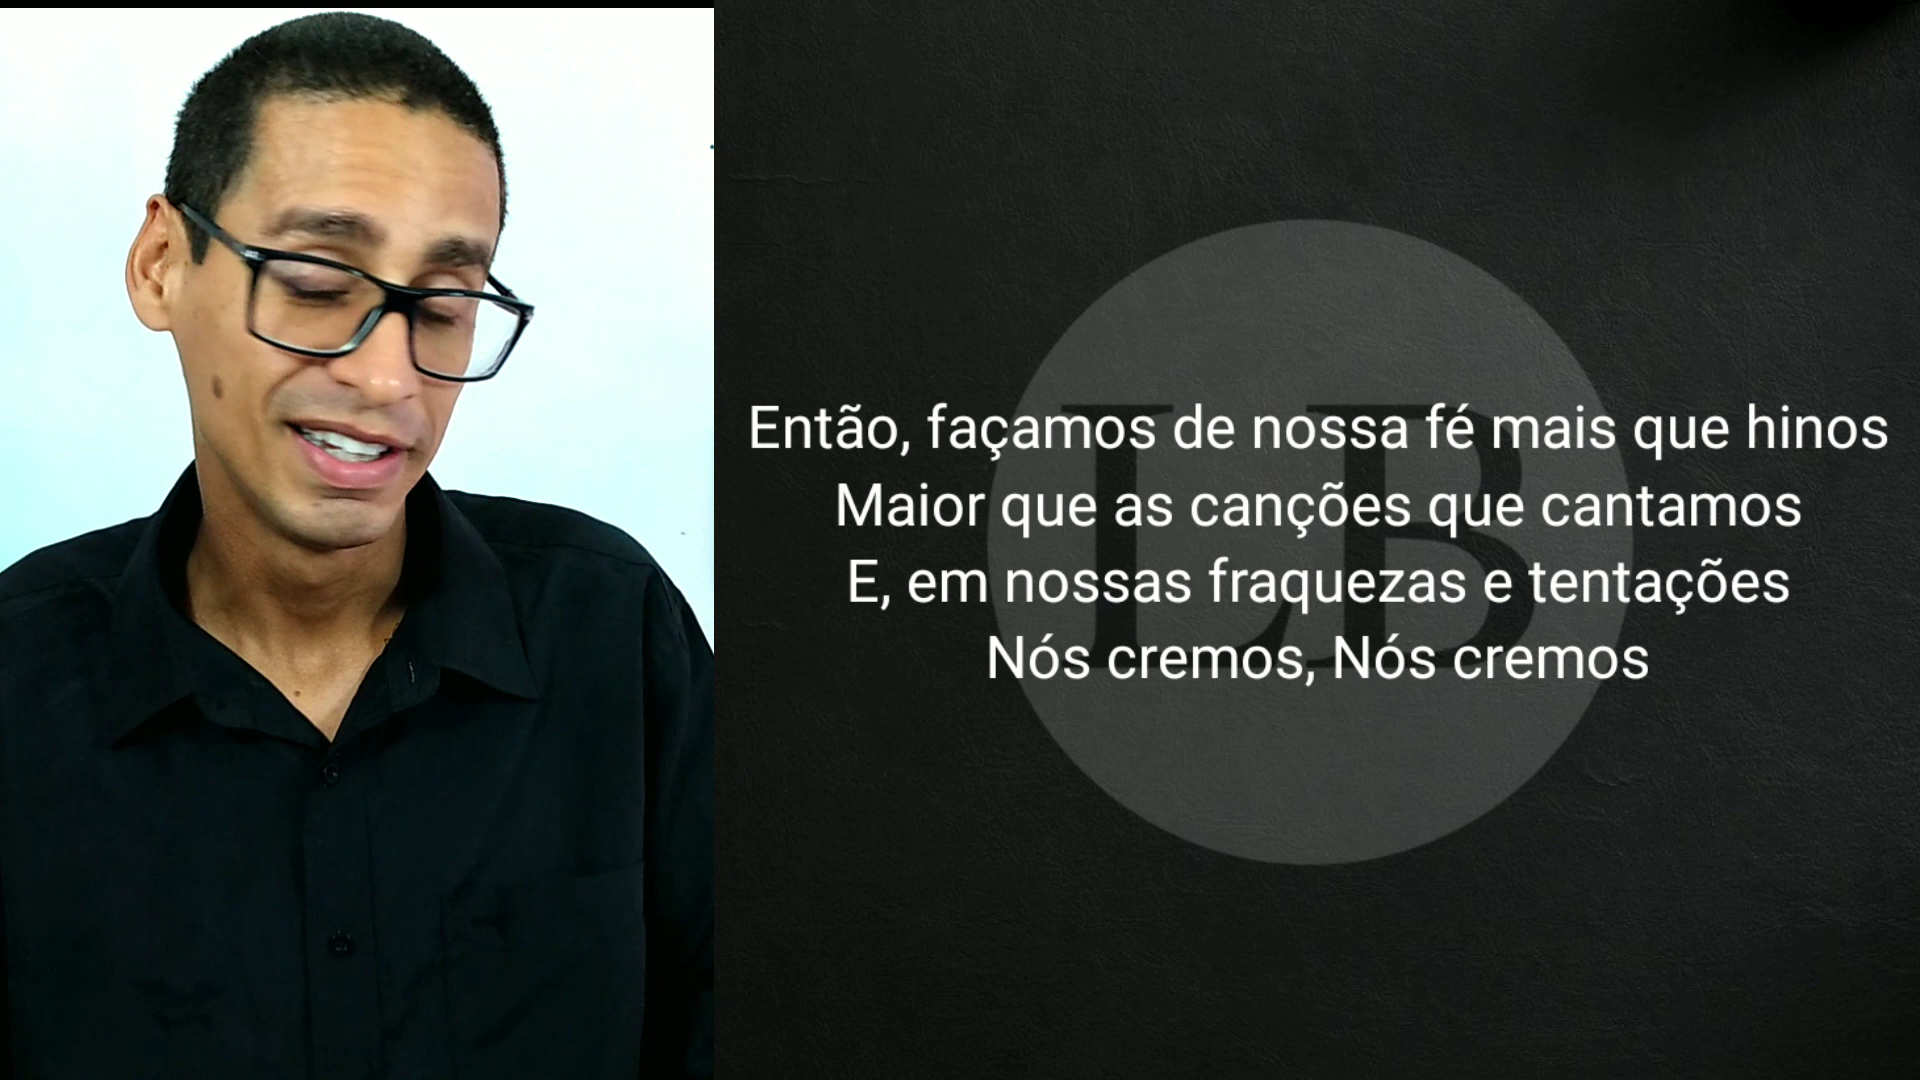 Então, façamos de nossa fé mais que hinos
Maior que as canções que cantamos
E, em nossas fraquezas e tentações
Nós cremos, Nós cremos
LB